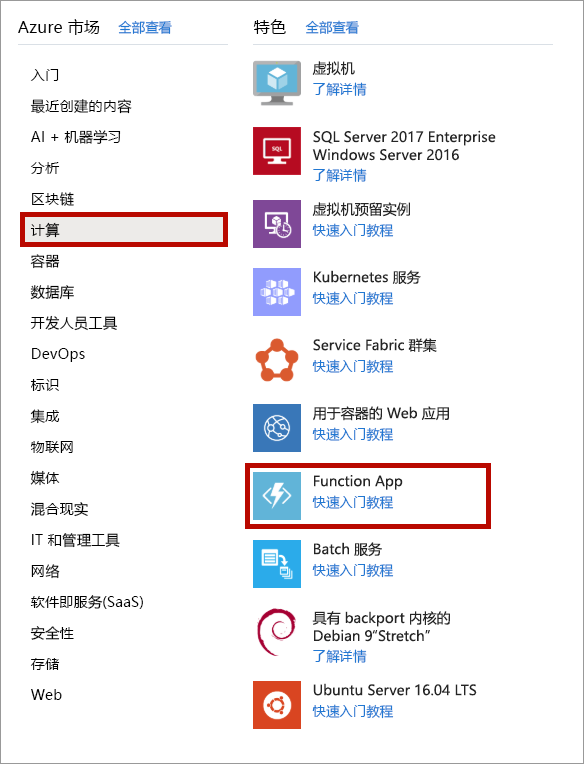 Azure 市场 全部查看
入门
最近创建的内容
AI + 机器学习
分析
区块链
计算
容器
数据库
开发人员工具
DevOps
标识
集成
物联网
媒体
混合现实
IT 和管理工具
网络
软件即服务(SaaS)
安全性
存储
Web
特色 全部查看
虚拟机
了解详情
SQL
SQL Server 2017 Enterprise
Windows Server 2016
了解详情
虚拟机预留实例
快速入门教程
Kubernetes 服务
快速入门教程
Service Fabric 群集
快速入门教程
用于容器的 Web 应用
快速入门教程
Function App
快速入门教程
Batch 服务
快速入门教程
具有 backport 内核的
Debian 9“Stretch”
了解详情
Ubuntu Server 16.04 LTS
快速入门教程